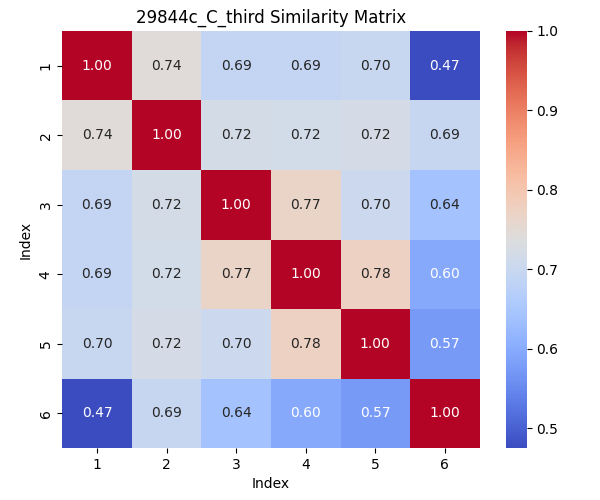 29844c_C_third Similarity Matrix
1 1.00 0.74 0.69 0.69 0.70 0.47
2 0.74 1.00 0.72 0.72 0.72 0.69
3 0.69 0.72 1.00 0.77 0.70 0.64
4 0.69 0.72 0.77 1.00 0.78 0.60
5 0.70 0.72 0.70 0.78 1.00 0.57
6 0.47 0.69 0.64 0.60 0.57 1.00
1 2 3 4 5 6
Index
Index
1.0
0.9
0.8
0.7
0.6
0.5